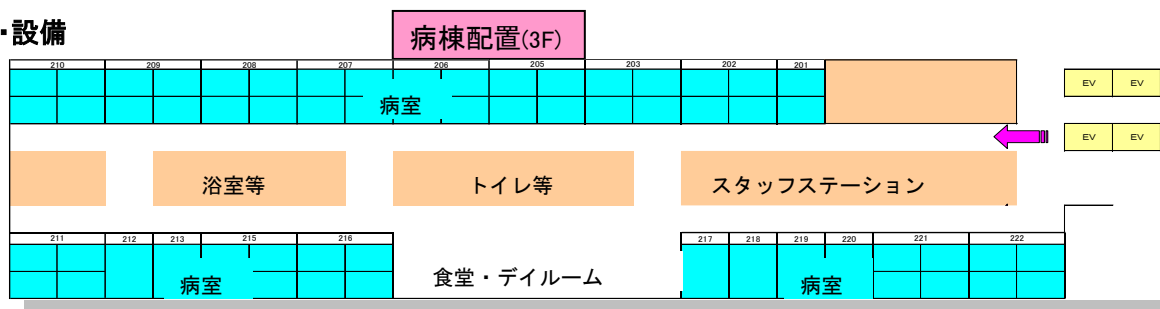 ・設備
病棟配置(3F)
210 209 208 207 206 205 203 202 201
病室
EV EV
EV EV
浴室等 トイレ等 スタッフステーション
211 212 213 215 216 217 218 219 220 221 222
病室 食堂・デイルーム 病室